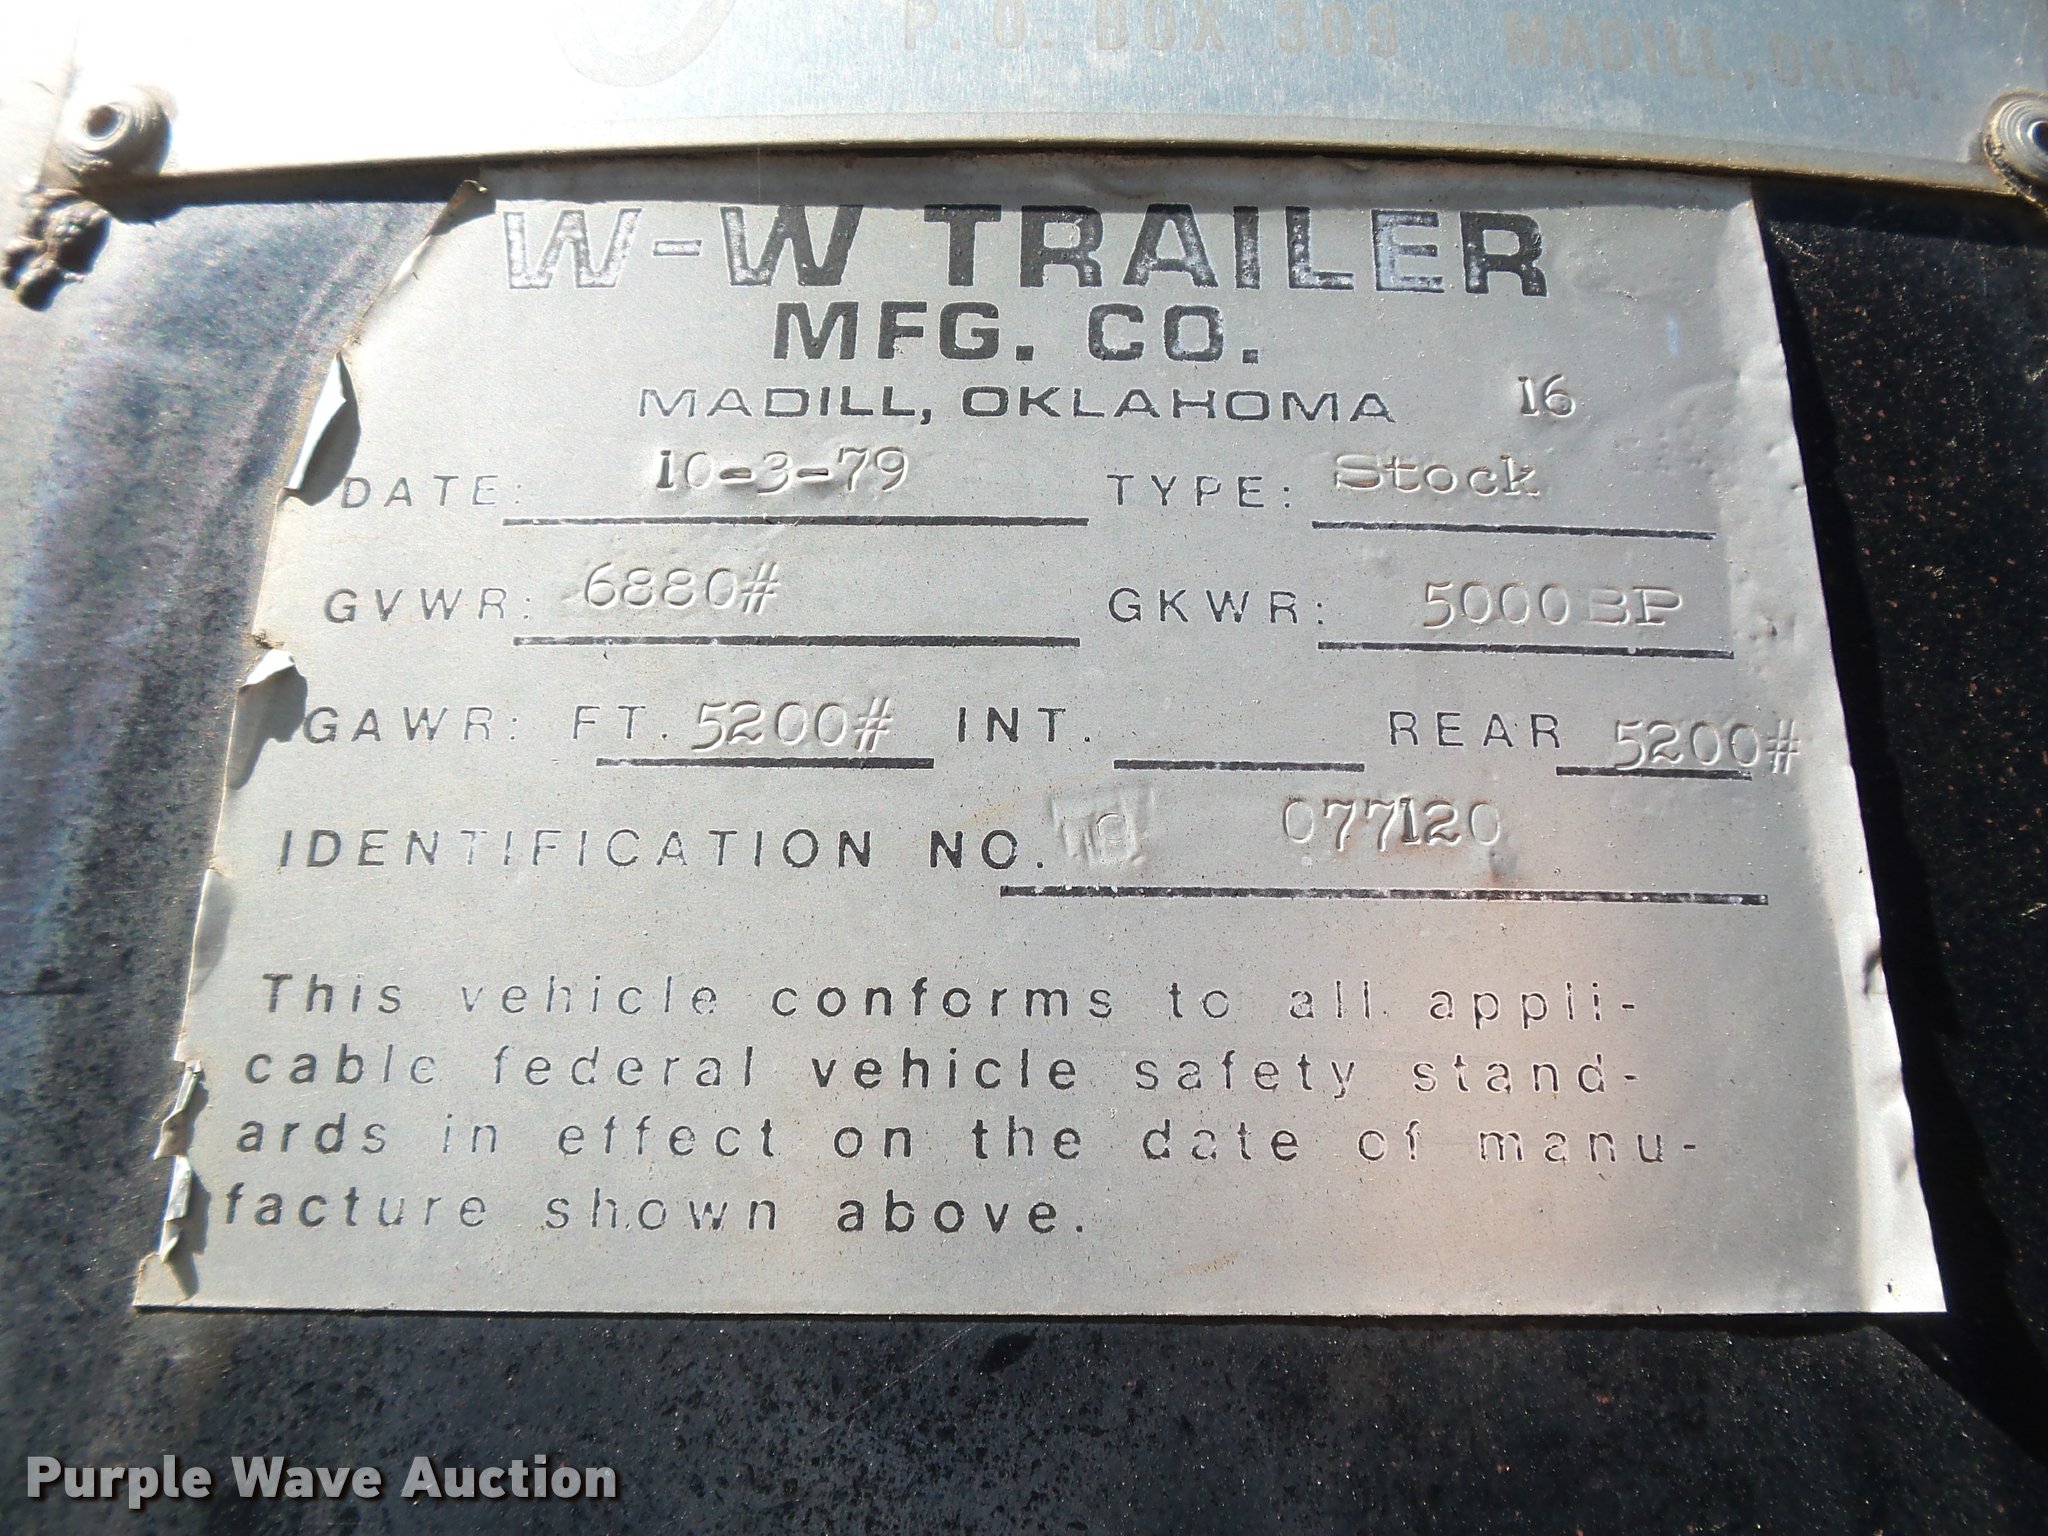 P.O. BOX 309 MADILL, OKLA.
W-W TRAILER
MFG. CO.
MADILL, OKLAHOMA 16
DATE: 10-3-79 TYPE: Stock
GVWR: 6880# GKWR: 5000 BP
GAWR: FT. 5200# INT. REAR 5200#
IDENTIFICATION NO. 077120
This vehicle conforms to all appli-
cable federal vehicle safety stand-
ards in effect on the date of manu-
facture shown above.
Purple Wave Auction